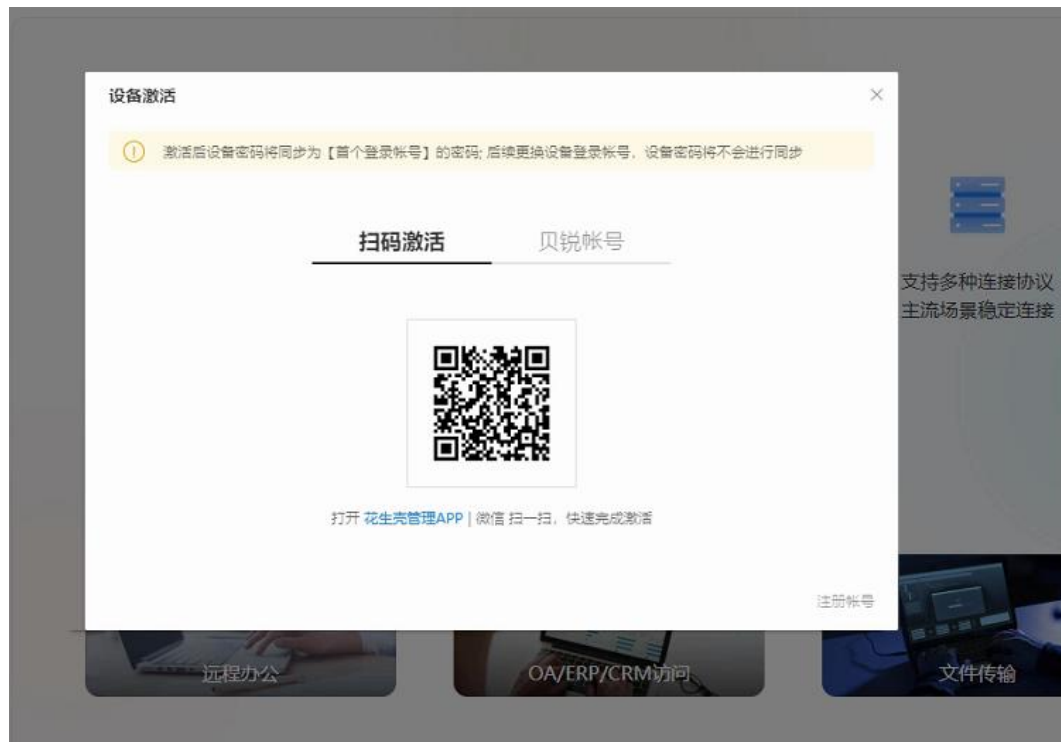 设备激活
激活后设备密码将同步为【首个登录帐号】的密码; 后续更换设备登录帐号，设备密码将不会进行同步
扫码激活
贝锐帐号
支持多种连接协议
主流场景稳定连接
打开 花生壳管理APP | 微信 扫一扫，快速完成激活
注册帐号
远程办公
OA/ERP/CRM访问
文件传输